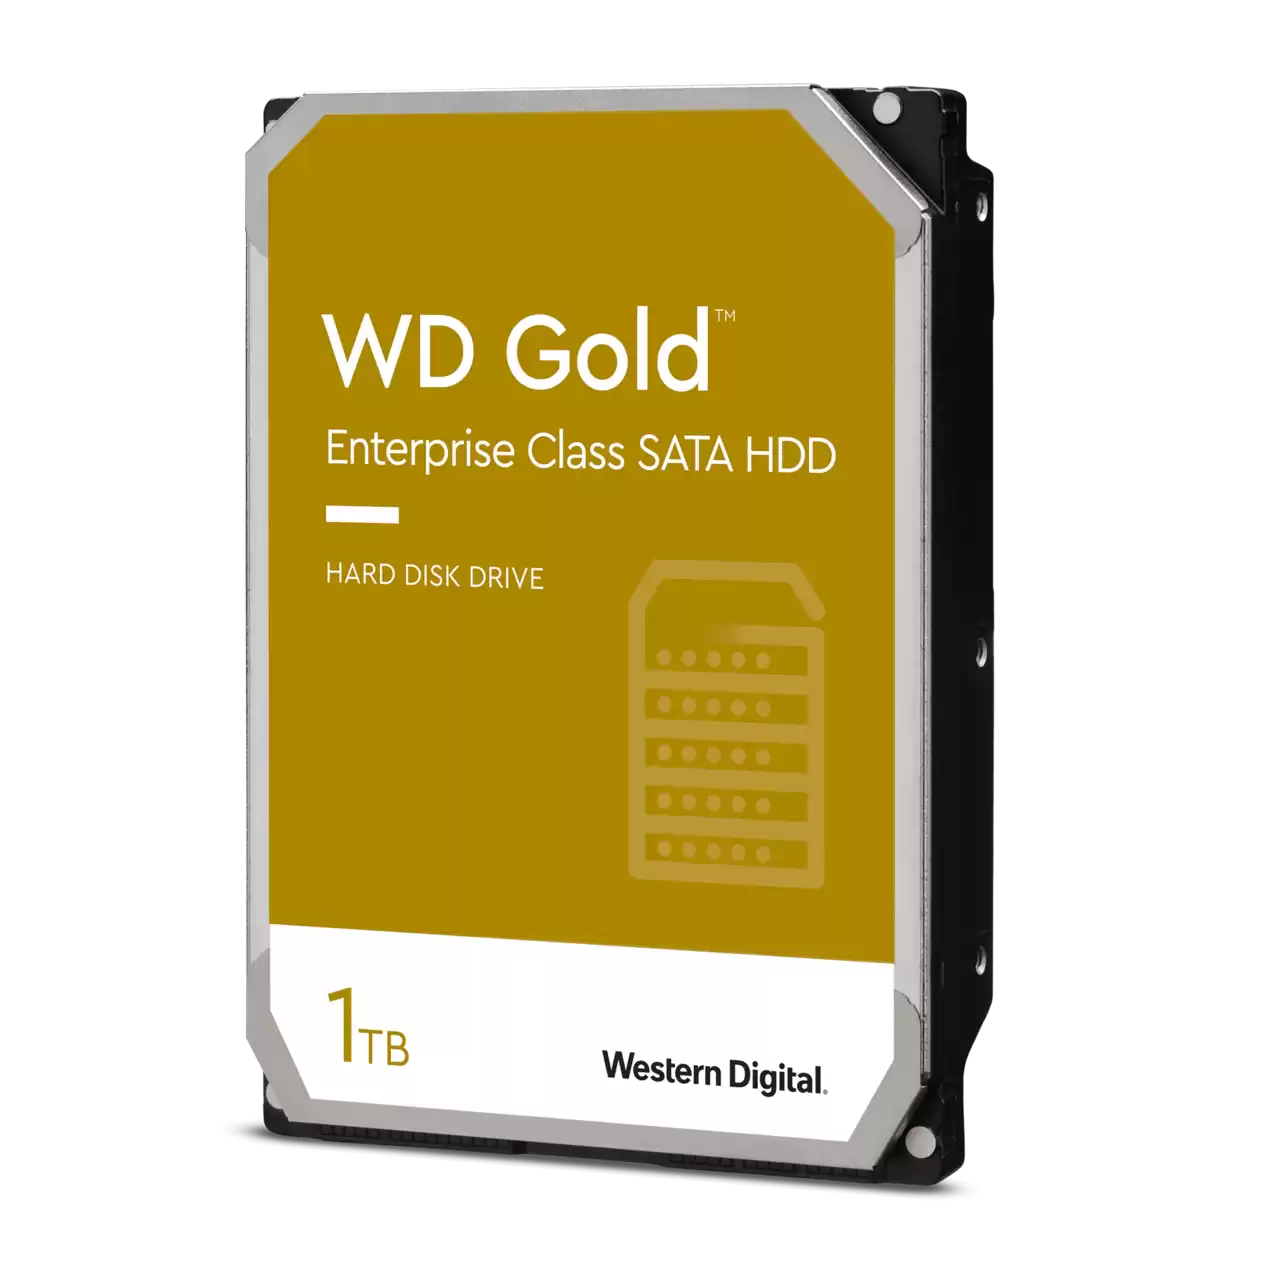 WD Gold™
Enterprise Class SATA HDD
HARD DISK DRIVE
1TB
Western Digital®